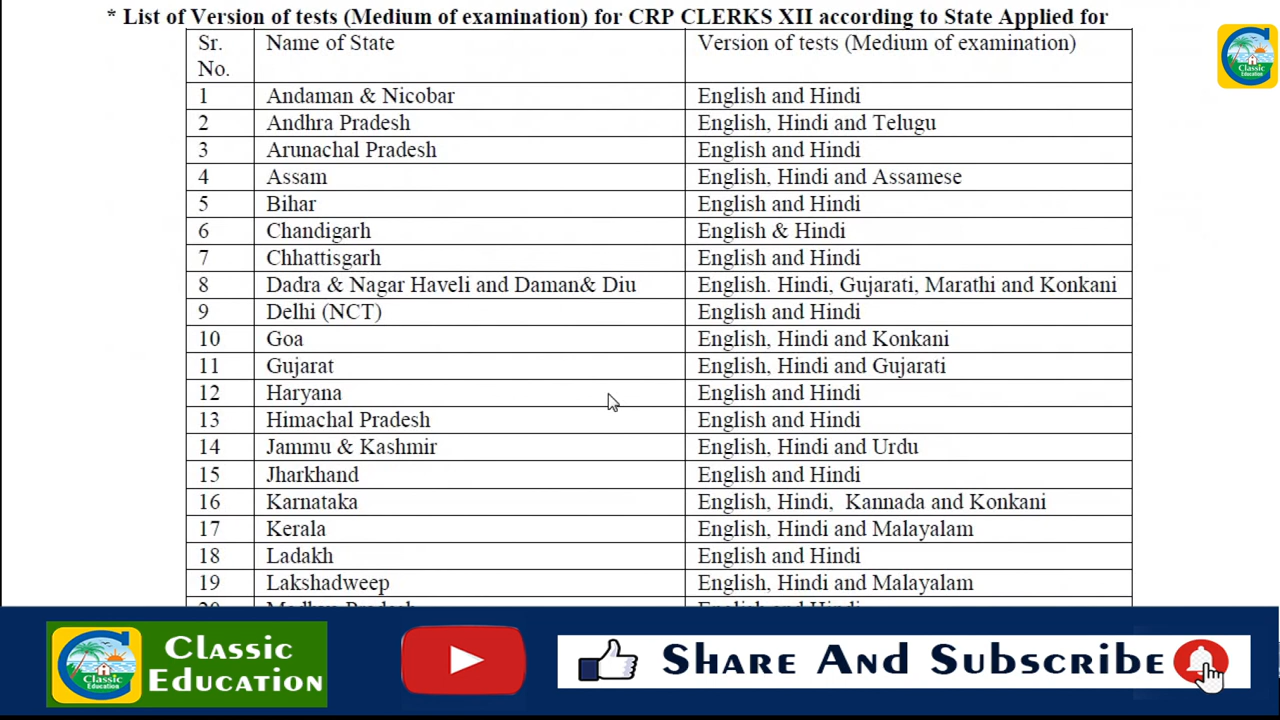 * List of Version of tests (Medium of examination) for CRP CLERKS XII according to State Applied for
Sr. No. Name of State Version of tests (Medium of examination)
1 Andaman & Nicobar English and Hindi
2 Andhra Pradesh English, Hindi and Telugu
3 Arunachal Pradesh English and Hindi
4 Assam English, Hindi and Assamese
5 Bihar English and Hindi
6 Chandigarh English & Hindi
7 Chhattisgarh English and Hindi
8 Dadra & Nagar Haveli and Daman& Diu English. Hindi, Gujarati, Marathi and Konkani
9 Delhi (NCT) English and Hindi
10 Goa English, Hindi and Konkani
11 Gujarat English, Hindi and Gujarati
12 Haryana English and Hindi
13 Himachal Pradesh English and Hindi
14 Jammu & Kashmir English, Hindi and Urdu
15 Jharkhand English and Hindi
16 Karnataka English, Hindi, Kannada and Konkani
17 Kerala English, Hindi and Malayalam
18 Ladakh English and Hindi
19 Lakshadweep English, Hindi and Malayalam
Classic Education
Classic Education
Classic
Education
Share And Subscribe